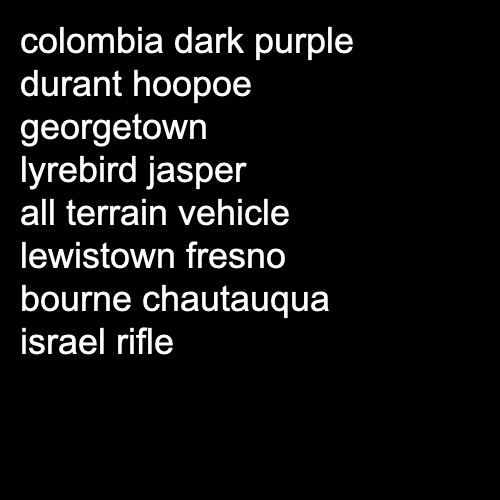 colombia dark purple
durant hoopoe
georgetown
lyrebird jasper
all terrain vehicle
lewistown fresno
bourne chautauqua
israel rifle